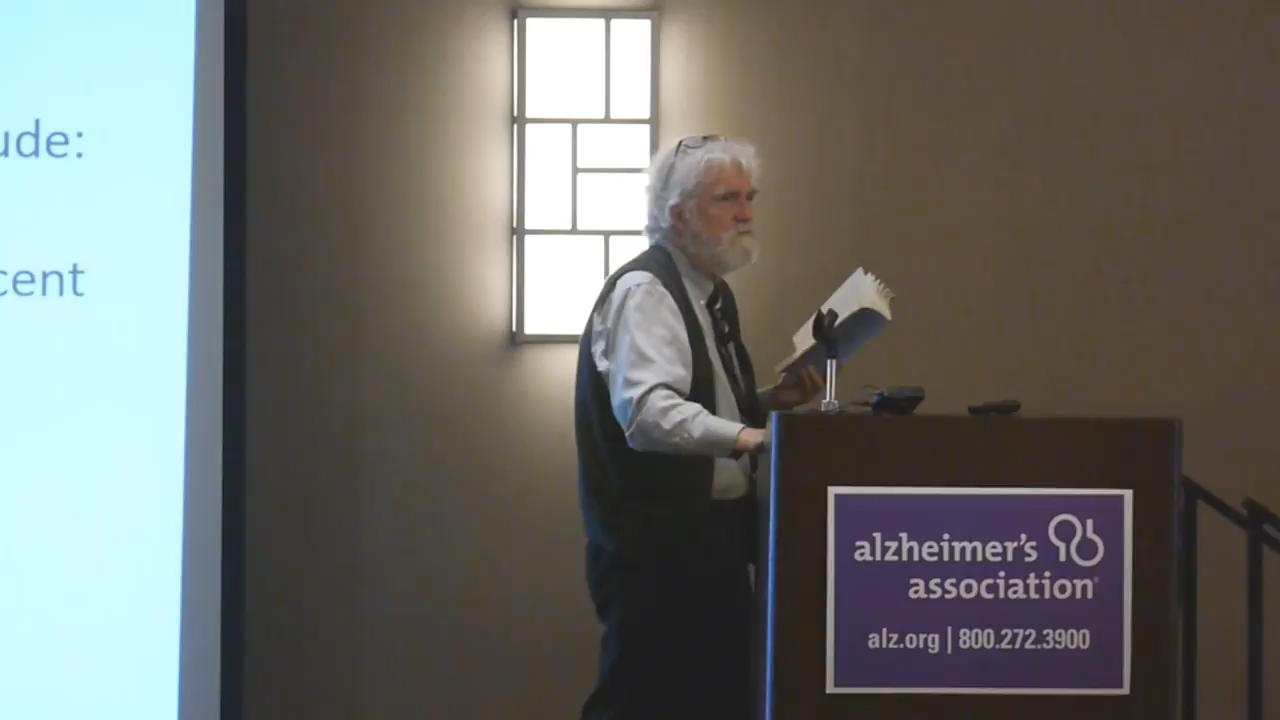 ude:
cent
alzheimer's
association®
alz.org | 800.272.3900